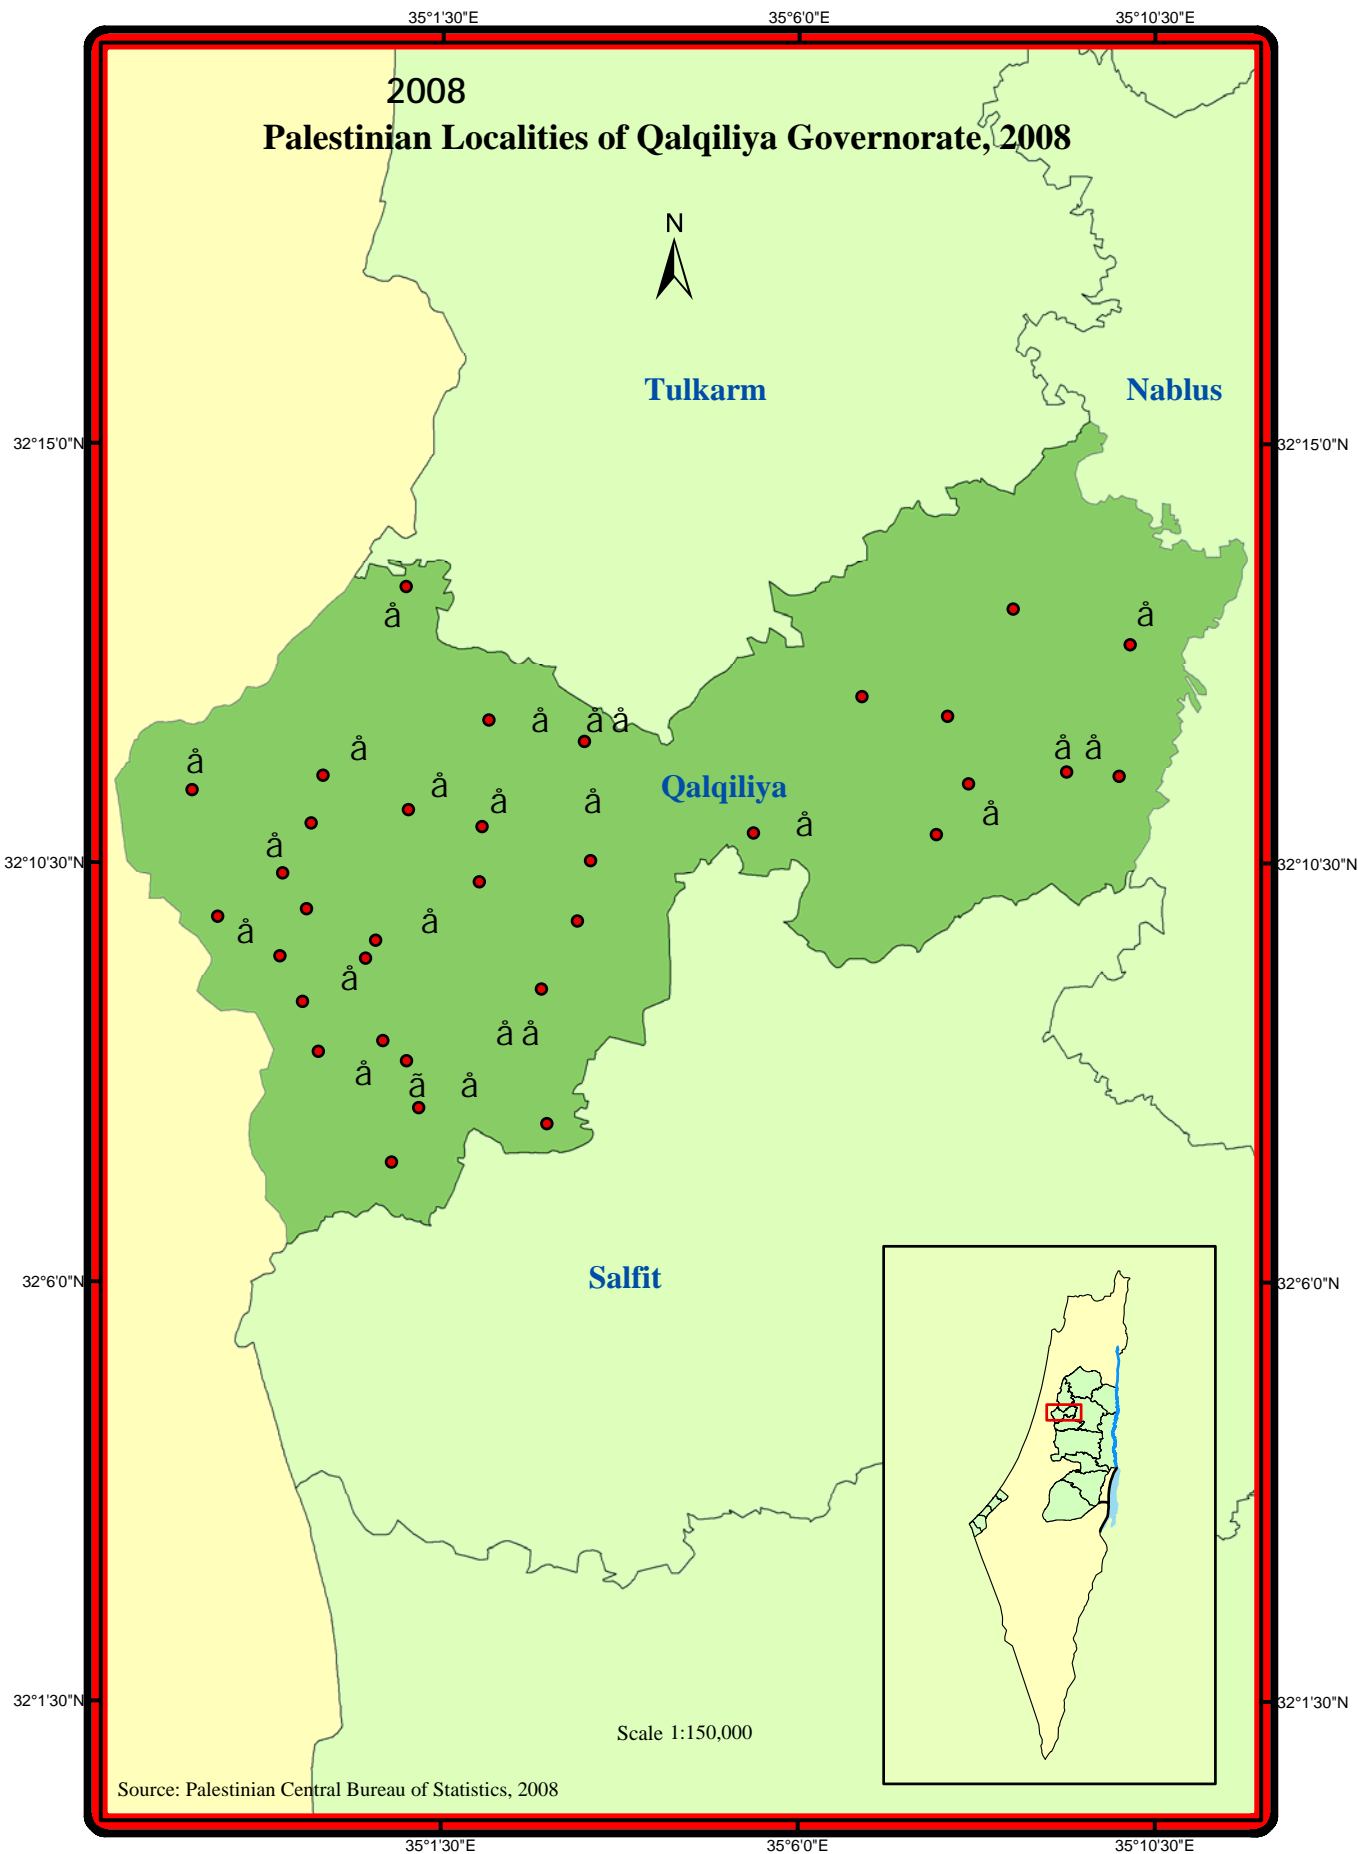 35°1'30"E 35°6'0"E 35°10'30"E
2008
Palestinian Localities of Qalqiliya Governorate, 2008
N
Tulkarm
Nablus
32°15'0"N 32°15'0"N
å
å
å å å
å
å
å å
Qalqiliya
å
å
å
å
å
å
å
å
å
å å
å
ã å
32°10'30"N 32°10'30"N
Salfit
32°6'0"N 32°6'0"N
32°1'30"N 32°1'30"N
Scale 1:150,000
Source: Palestinian Central Bureau of Statistics, 2008
35°1'30"E 35°6'0"E 35°10'30"E